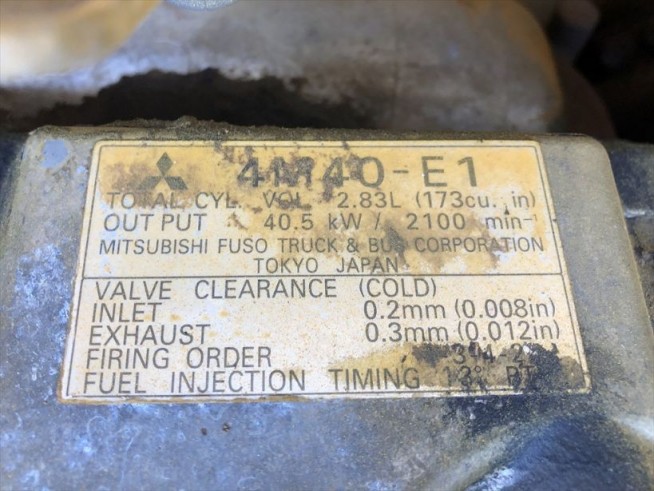 4M40-E1
TOTAL CYL. VOL. 2.83L (173cu. in)
OUT PUT 40.5 kW / 2100 min⁻¹
MITSUBISHI FUSO TRUCK & BUS CORPORATION
TOKYO JAPAN
VALVE CLEARANCE (COLD)
INLET 0.2mm (0.008in)
EXHAUST 0.3mm (0.012in)
FIRING ORDER
FUEL INJECTION TIMING